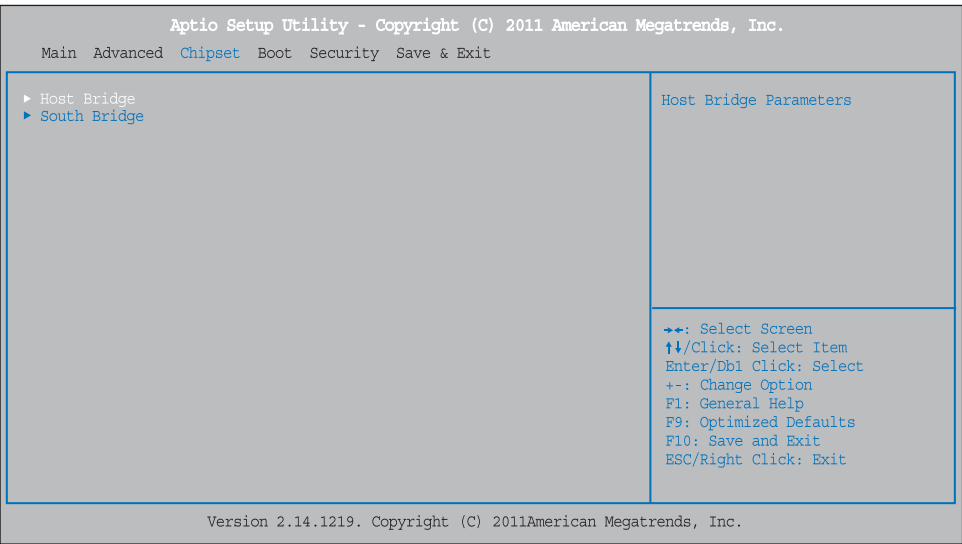 Aptio Setup Utility - Copyright (C) 2011 American Megatrends, Inc.
Main Advanced Chipset Boot Security Save & Exit
▶ Host Bridge
▶ South Bridge
Host Bridge Parameters
→←: Select Screen
↑↓/Click: Select Item
Enter/Db1 Click: Select
+-: Change Option
F1: General Help
F9: Optimized Defaults
F10: Save and Exit
ESC/Right Click: Exit
Version 2.14.1219. Copyright (C) 2011American Megatrends, Inc.